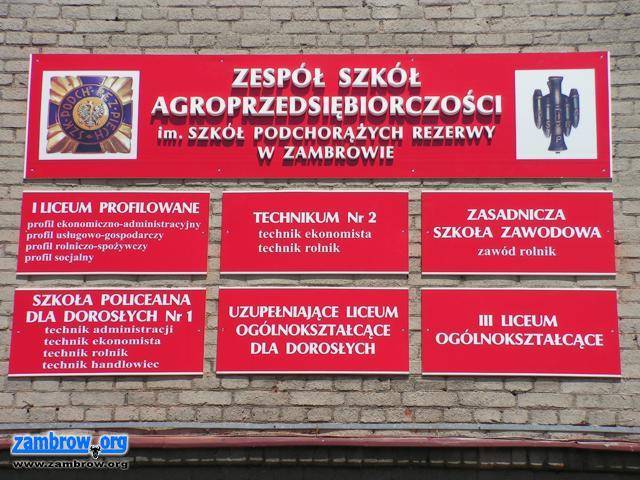 ZESPÓŁ SZKÓŁ
AGROPRZEDSIĘBIORCZOŚCI
im. SZKÓŁ PODCHORĄŻYCH REZERWY
W ZAMBROWIE
I LICEUM PROFILOWANE
profil ekonomiczno-administracyjny
profil usługowo-gospodarczy
profil rolniczo-spożywczy
profil socjalny
TECHNIKUM Nr 2
technik ekonomista
technik rolnik
ZASADNICZA
SZKOŁA ZAWODOWA
zawód rolnik
SZKOŁA POLICEALNA
DLA DOROSŁYCH Nr 1
technik administracji
technik ekonomista
technik rolnik
technik handlowiec
UZUPEŁNIAJĄCE LICEUM
OGÓLNOKSZTAŁCĄCE
DLA DOROSŁYCH
III LICEUM
OGÓLNOKSZTAŁCĄCE
zambrow.org
www.zambrow.org